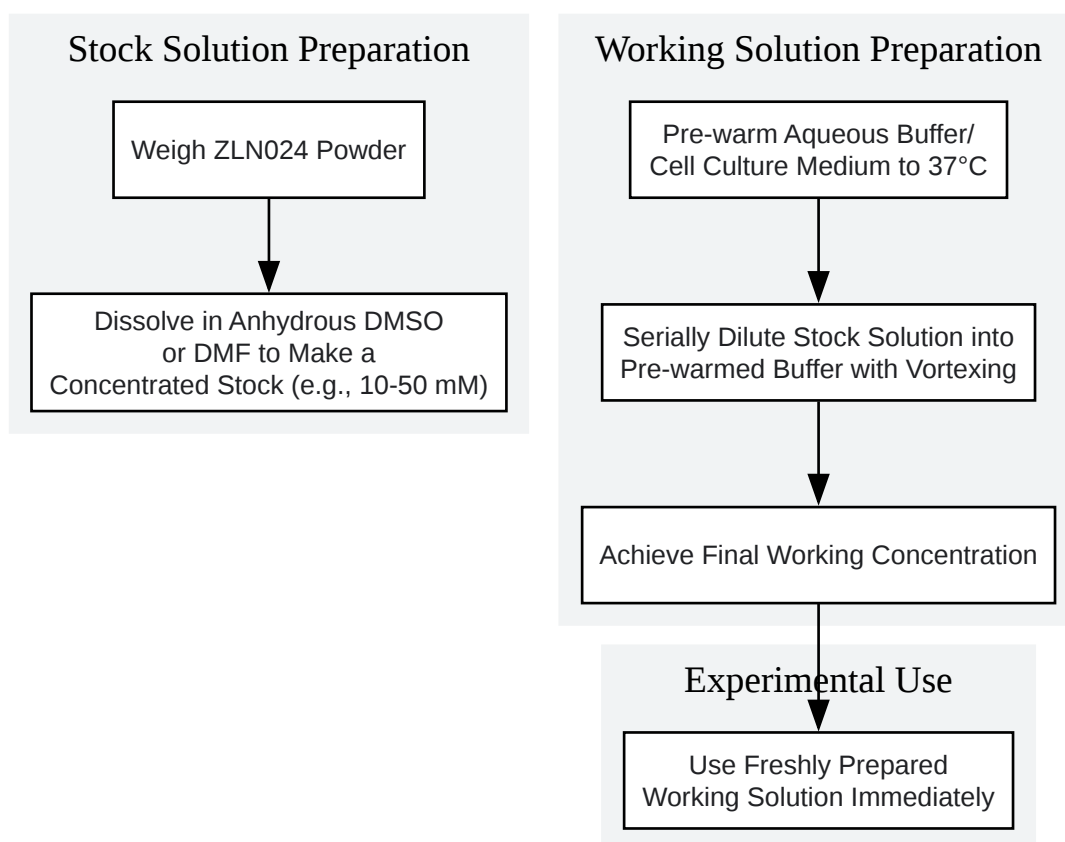 Stock Solution Preparation
Weigh ZLN024 Powder
Dissolve in Anhydrous DMSO
or DMF to Make a
Concentrated Stock (e.g., 10-50 mM)
Working Solution Preparation
Pre-warm Aqueous Buffer/
Cell Culture Medium to 37°C
Serially Dilute Stock Solution into
Pre-warmed Buffer with Vortexing
Achieve Final Working Concentration
Experimental Use
Use Freshly Prepared
Working Solution Immediately